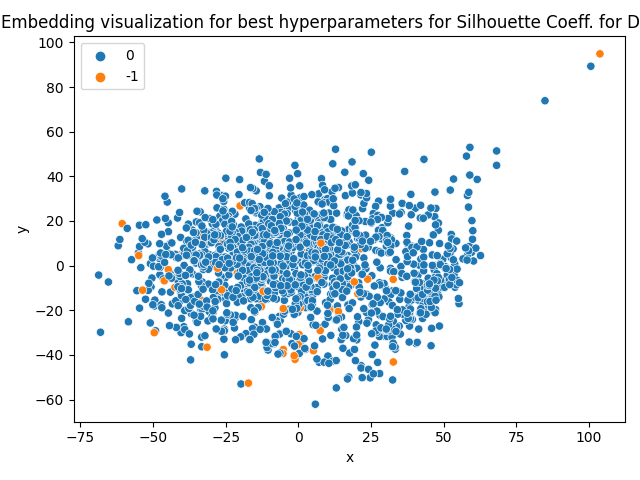 Embedding visualization for best hyperparameters for Silhouette Coeff. for D
100
80
60
40
20
0
−20
−40
−60
y
0
-1
−75 −50 −25 0 25 50 75 100
x